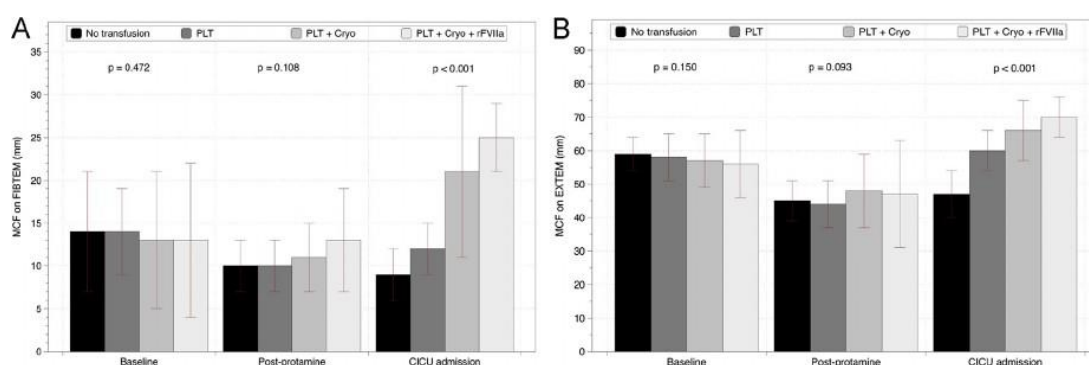 A
No transfusion PLT PLT + Cryo PLT + Cryo + rFVIIa
p = 0.472 p = 0.108 p < 0.001
MCF on FIBTEM (mm)
35
30
25
20
15
10
5
0
Baseline Post-protamine CICU admission
B
No transfusion PLT PLT + Cryo PLT + Cryo + rFVIIa
p = 0.150 p = 0.093 p < 0.001
MCF on EXTEM (mm)
90
80
70
60
50
40
30
20
10
0
Baseline Post-protamine CICU admission